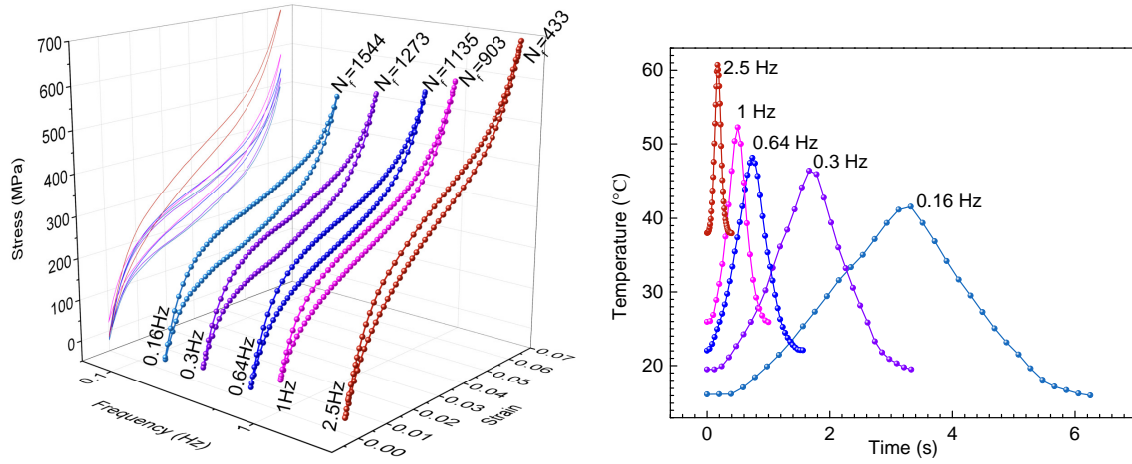 700
600
500
400
300
200
100
0
Stress (MPa)
N_f=1544
N_f=1273
N_f=1135
N_f=903
N_f=433
0.16Hz
0.3Hz
0.64Hz
1Hz
2.5Hz
0.1
1
Frequency (Hz)
0.00
0.01
0.02
0.03
0.04
0.05
0.06
0.07
Strain
60
50
40
30
20
Temperature (°C)
2.5 Hz
1 Hz
0.64 Hz
0.3 Hz
0.16 Hz
0
2
4
6
Time (s)